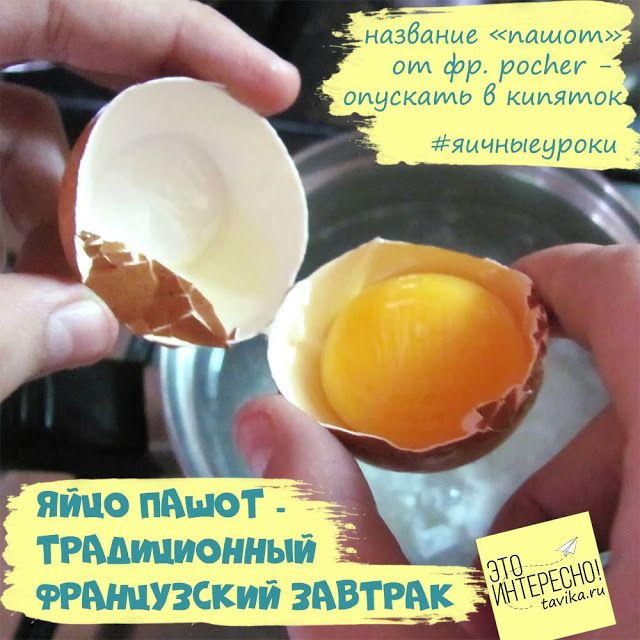 название «пашот»
от фр. pocher -
опускать в кипяток
#яичныеуроки
ЯЙЦО ПАШОТ -
ТРАДИЦИОННЫЙ
ФРАНЦУЗСКИЙ ЗАВТРАК
ЭТО
ИНТЕРЕСНО!
tavika.ru